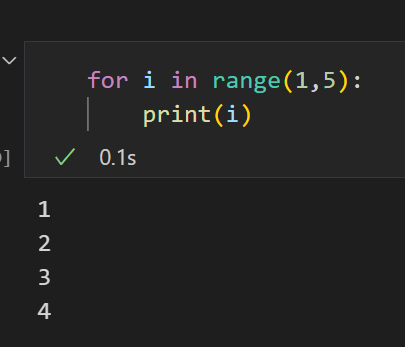 for i in range(1,5):
    print(i)
]
0.1s
1
2
3
4